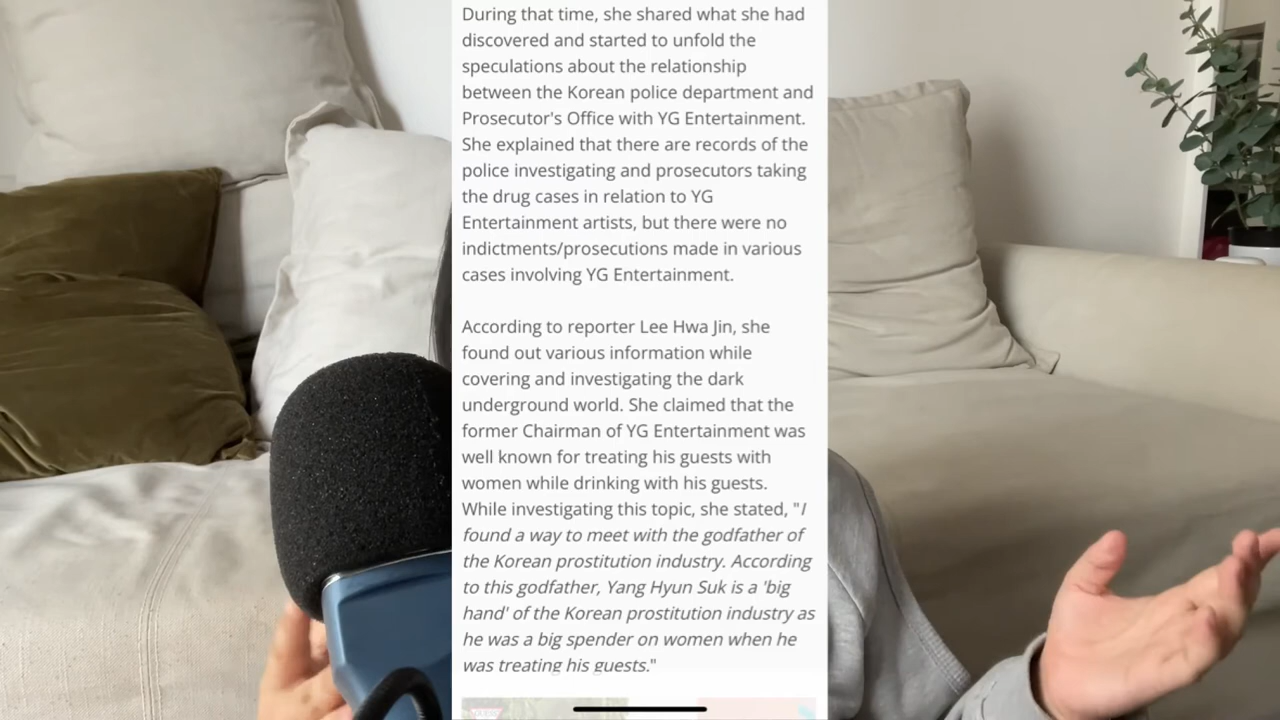 During that time, she shared what she had
discovered and started to unfold the
speculations about the relationship
between the Korean police department and
Prosecutor's Office with YG Entertainment.
She explained that there are records of the
police investigating and prosecutors taking
the drug cases in relation to YG
Entertainment artists, but there were no
indictments/prosecutions made in various
cases involving YG Entertainment.
According to reporter Lee Hwa Jin, she
found out various information while
covering and investigating the dark
underground world. She claimed that the
former Chairman of YG Entertainment was
well known for treating his guests with
women while drinking with his guests.
While investigating this topic, she stated, "I
found a way to meet with the godfather of
the Korean prostitution industry. According
to this godfather, Yang Hyun Suk is a 'big
hand' of the Korean prostitution industry as
he was a big spender on women when he
was treating his guests."